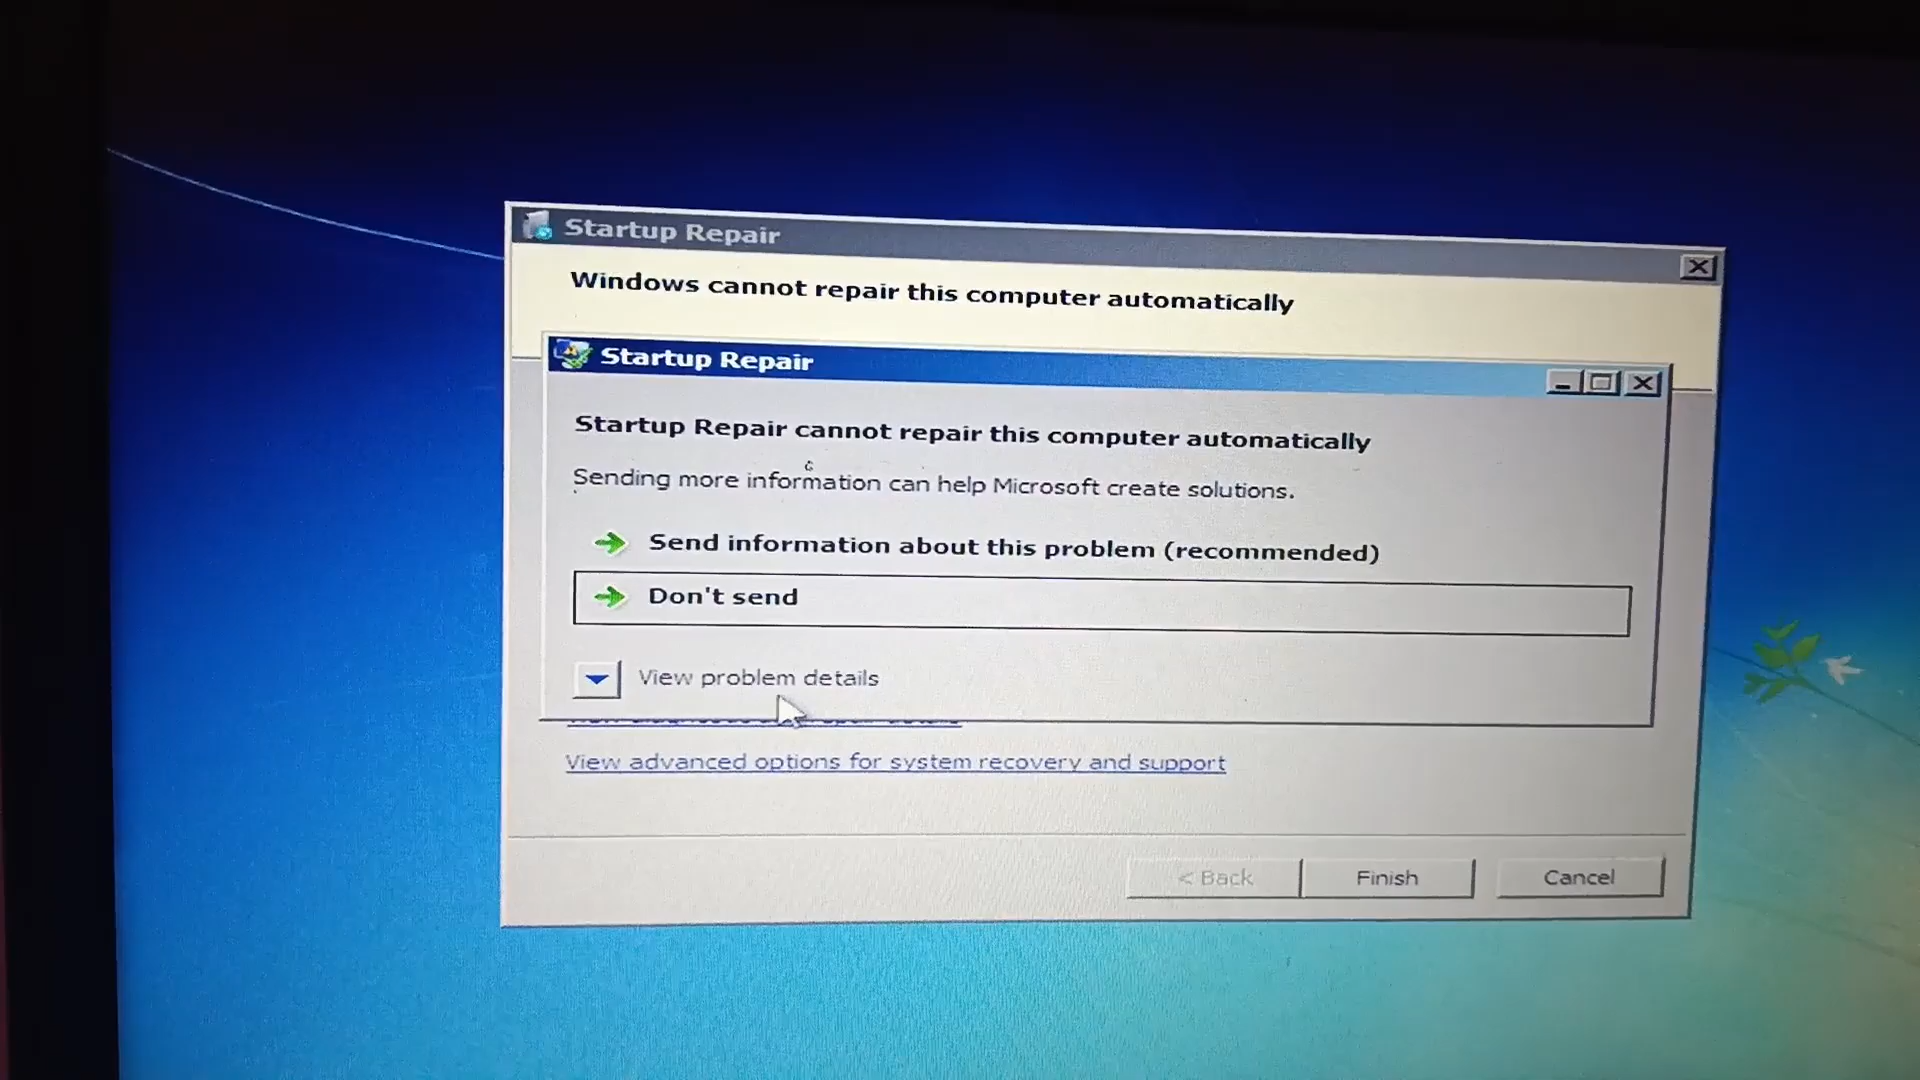 Startup Repair
Windows cannot repair this computer automatically
Startup Repair
Startup Repair cannot repair this computer automatically
Sending more information can help Microsoft create solutions.
Send information about this problem (recommended)
Don't send
View problem details
View advanced options for system recovery and support
< Back
Finish
Cancel